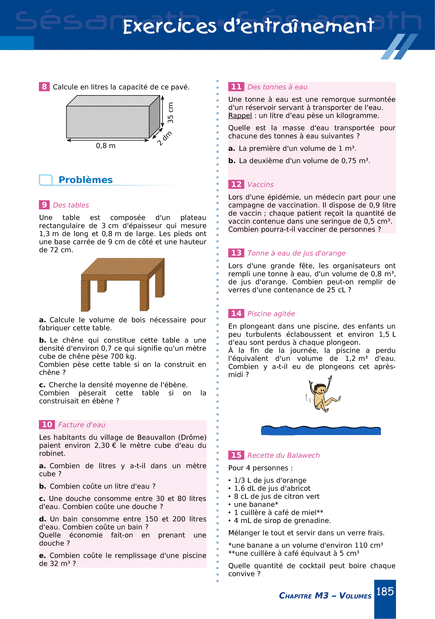 Sésamath
Sésamath
Exercices d'entraînement
8 Calcule en litres la capacité de ce pavé.
35 cm
0,8 m
2 dm
Problèmes
9 Des tables
Une table est composée d'un plateau
rectangulaire de 3 cm d'épaisseur qui mesure
1,3 m de long et 0,8 m de large. Les pieds ont
une base carrée de 9 cm de côté et une hauteur
de 72 cm.
a. Calcule le volume de bois nécessaire pour
fabriquer cette table.
b. Le chêne qui constitue cette table a une
densité d'environ 0,7 ce qui signifie qu'un mètre
cube de chêne pèse 700 kg.
Combien pèse cette table si on la construit en
chêne ?
c. Cherche la densité moyenne de l'ébène.
Combien pèserait cette table si on la
construisait en ébène ?
10 Facture d'eau
Les habitants du village de Beauvallon (Drôme)
paient environ 2,30 € le mètre cube d'eau du
robinet.
a. Combien de litres y a-t-il dans un mètre
cube ?
b. Combien coûte un litre d'eau ?
c. Une douche consomme entre 30 et 80 litres
d'eau. Combien coûte une douche ?
d. Un bain consomme entre 150 et 200 litres
d'eau. Combien coûte un bain ?
Quelle économie fait-on en prenant une
douche ?
e. Combien coûte le remplissage d'une piscine
de 32 m³ ?
11 Des tonnes à eau
Une tonne à eau est une remorque surmontée
d'un réservoir servant à transporter de l'eau.
Rappel : un litre d'eau pèse un kilogramme.
Quelle est la masse d'eau transportée pour
chacune des tonnes à eau suivantes ?
a. La première d'un volume de 1 m³.
b. La deuxième d'un volume de 0,75 m³.
12 Vaccins
Lors d'une épidémie, un médecin part pour une
campagne de vaccination. Il dispose de 0,9 litre
de vaccin ; chaque patient reçoit la quantité de
vaccin contenue dans une seringue de 0,5 cm³.
Combien pourra-t-il vacciner de personnes ?
13 Tonne à eau de jus d'orange
Lors d'une grande fête, les organisateurs ont
rempli une tonne à eau, d'un volume de 0,8 m³,
de jus d'orange. Combien peut-on remplir de
verres d'une contenance de 25 cL ?
14 Piscine agitée
En plongeant dans une piscine, des enfants un
peu turbulents éclaboussent et environ 1,5 L
d'eau sont perdus à chaque plongeon.
À la fin de la journée, la piscine a perdu
l'équivalent d'un volume de 1,2 m³ d'eau.
Combien y a-t-il eu de plongeons cet après-
midi ?
15 Recette du Balawech
Pour 4 personnes :
• 1/3 L de jus d'orange
• 1,6 dL de jus d'abricot
• 8 cL de jus de citron vert
• une banane*
• 1 cuillère à café de miel**
• 4 mL de sirop de grenadine.
Mélanger le tout et servir dans un verre frais.
*une banane a un volume d'environ 110 cm³
**une cuillère à café équivaut à 5 cm³
Quelle quantité de cocktail peut boire chaque
convive ?
Chapitre M3 – Volumes 185